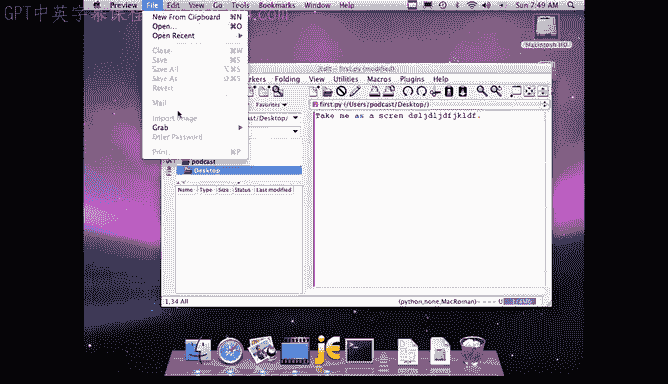 GPT中英字幕课
Preview File Edit View Go Tools Bookmarks Window Help
Sun 7:49 AM
New From Clipboard ⌘N
Open... ⌘O
Open Recent
Close ⌘W
Save ⌘S
Save All ⌥⌘S
Save As ⇧⌘S
Revert
Mail
Import Image
Grab
Enter Password
Print... ⌘P
Macintosh HD
jEdit - first.py (modified)
Folding View Utilities Macros Plugins Help
Favorites
first.py (/Users/podcast/Desktop/)
Take me as a scren dsljdljdfjkldf.
podcast
Desktop
Name Type Size Status Last modified
1,34 All
(python,none,MacRoman)